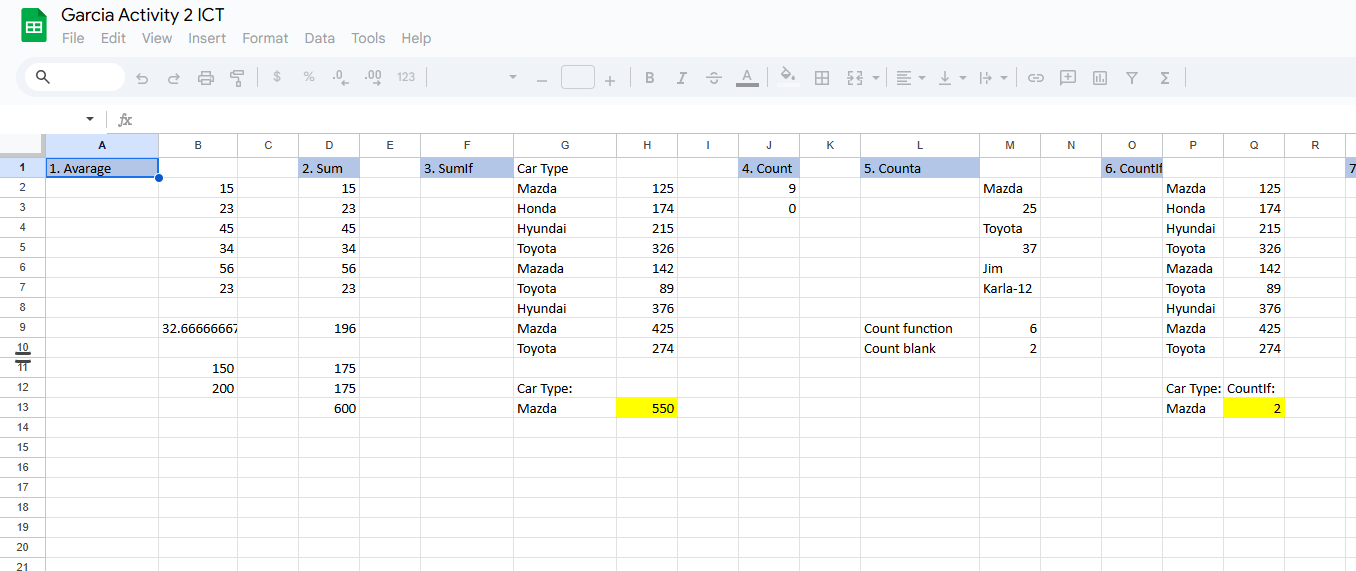 Garcia Activity 2 ICT
File Edit View Insert Format Data Tools Help
$ % .0 .00 123 B I S A Σ
fx
A B C D E F G H I J K L M N O P Q R
1 1. Avarage 2. Sum 3. SumIf Car Type 4. Count 5. Counta 6. CountIf 7
2 15 15 Mazda 125 9 Mazda Mazda 125
3 23 23 Honda 174 0 25 Honda 174
4 45 45 Hyundai 215 Toyota Hyundai 215
5 34 34 Toyota 326 37 Toyota 326
6 56 56 Mazada 142 Jim Mazada 142
7 23 23 Toyota 89 Karla-12 Toyota 89
8 Hyundai 376 Hyundai 376
9 32.66666667 196 Mazda 425 Count function 6 Mazda 425
10 Toyota 274 Count blank 2 Toyota 274
11 150 175
12 200 175 Car Type: Car Type: CountIf:
13 600 Mazda 550 Mazda 2
14
15
16
17
18
19
20
21